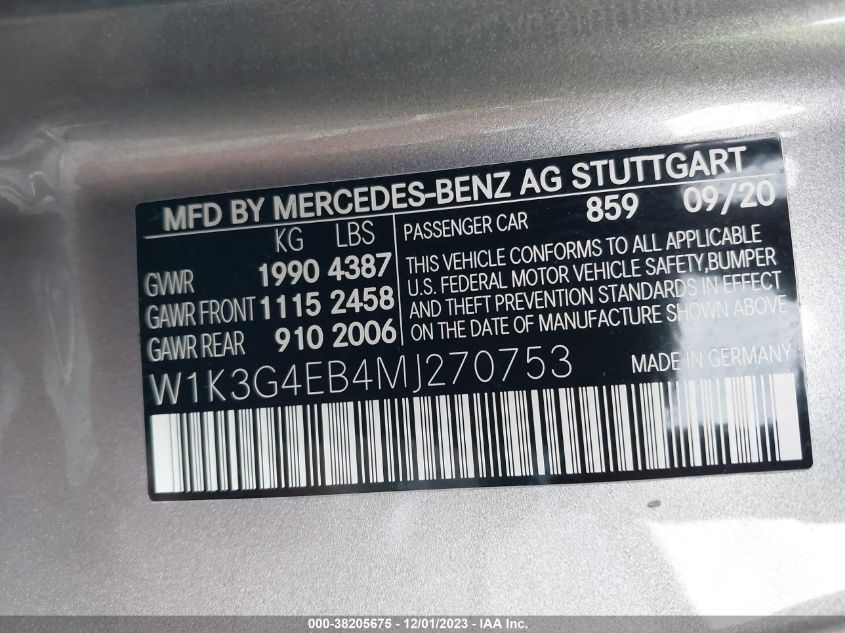 MFD BY MERCEDES-BENZ AG STUTTGART
KG LBS
GVWR 1990 4387
GAWR FRONT 1115 2458
GAWR REAR 910 2006
PASSENGER CAR 859 09/20
THIS VEHICLE CONFORMS TO ALL APPLICABLE
U.S. FEDERAL MOTOR VEHICLE SAFETY,BUMPER
AND THEFT PREVENTION STANDARDS IN EFFECT
ON THE DATE OF MANUFACTURE SHOWN ABOVE
W1K3G4EB4MJ270753 MADE IN GERMANY
000-38205675 - 12/01/2023 - IAA Inc.